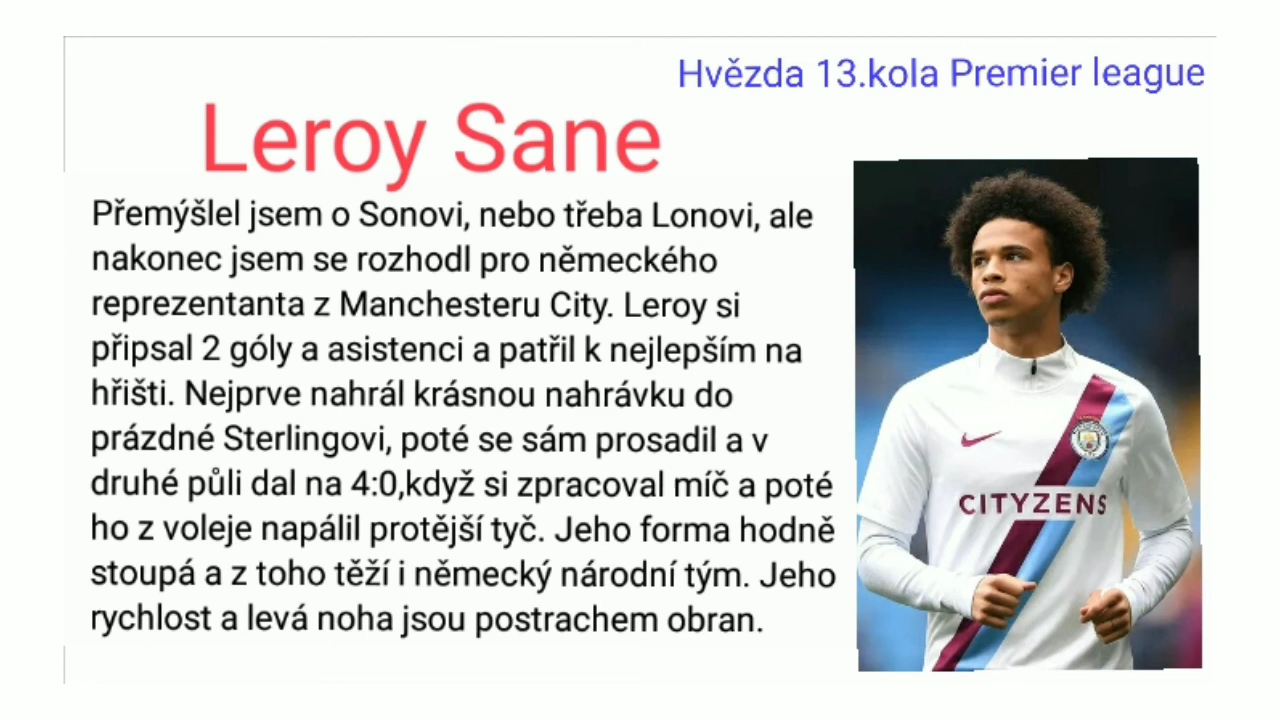 Hvězda 13.kola Premier league
Leroy Sane
Přemýšlel jsem o Sonovi, nebo třeba Lonovi, ale
nakonec jsem se rozhodl pro německého
reprezentanta z Manchesteru City. Leroy si
připsal 2 góly a asistenci a patřil k nejlepším na
hřišti. Nejprve nahrál krásnou nahrávku do
prázdné Sterlingovi, poté se sám prosadil a v
druhé půli dal na 4:0,když si zpracoval míč a poté
ho z voleje napálil protější tyč. Jeho forma hodně
stoupá a z toho těží i německý národní tým. Jeho
rychlost a levá noha jsou postrachem obran.
CITYZENS